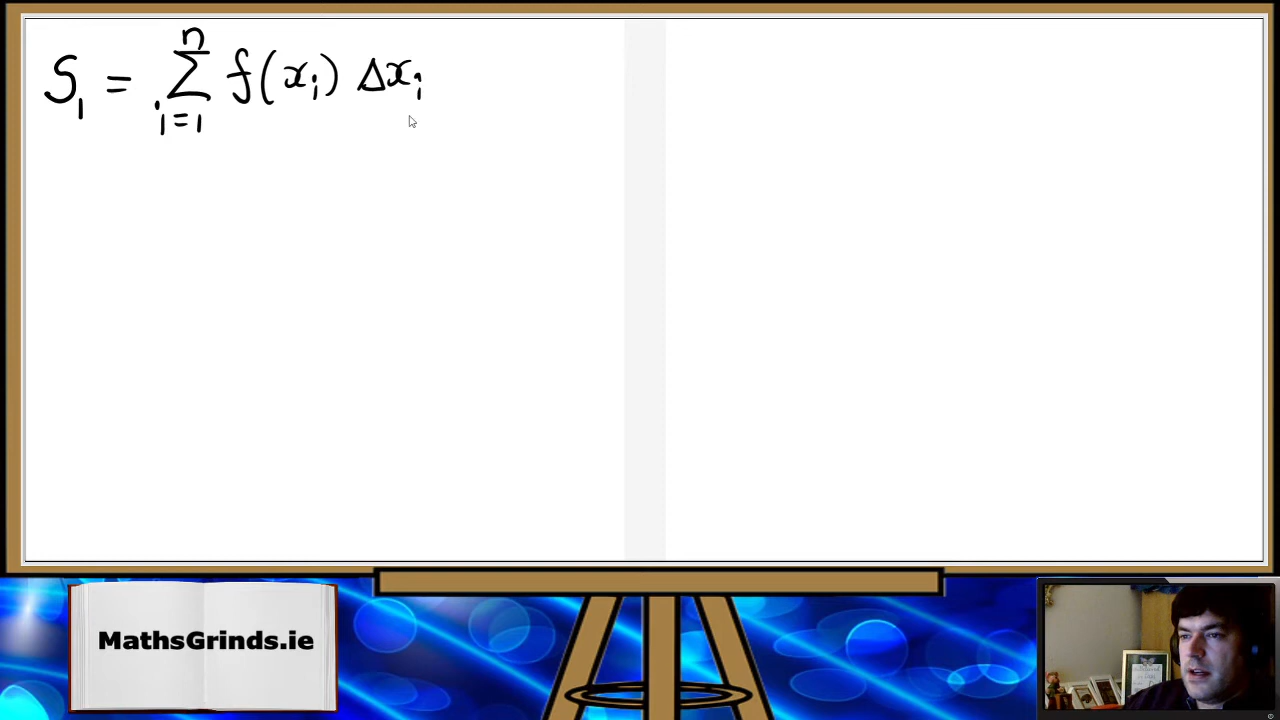 S₁ = ∑ᵢ₌₁ⁿ f(xᵢ) Δxᵢ
MathsGrinds.ie